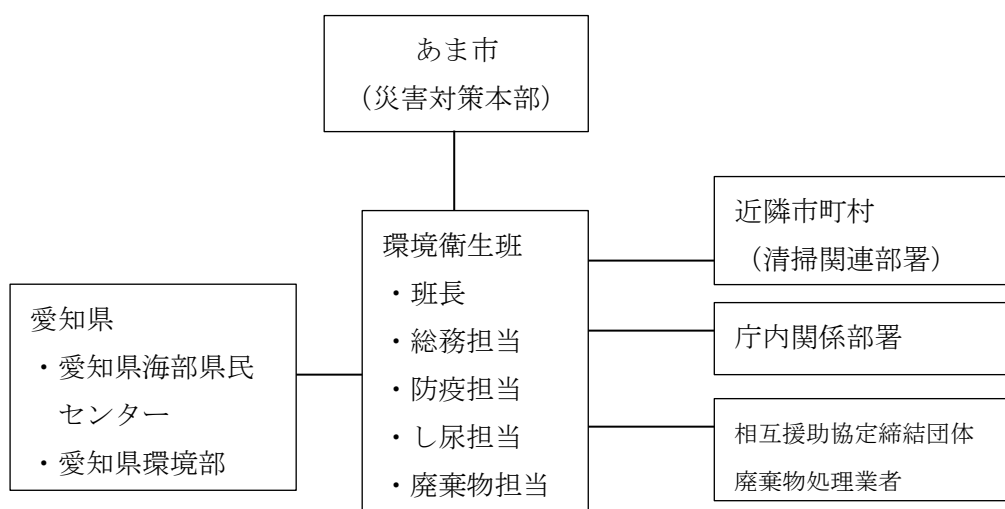 あま市
（災害対策本部）
環境衛生班
・班長
・総務担当
・防疫担当
・し尿担当
・廃棄物担当
愛知県
・愛知県海部県民
センター
・愛知県環境部
近隣市町村
（清掃関連部署）
庁内関係部署
相互援助協定締結団体
廃棄物処理業者